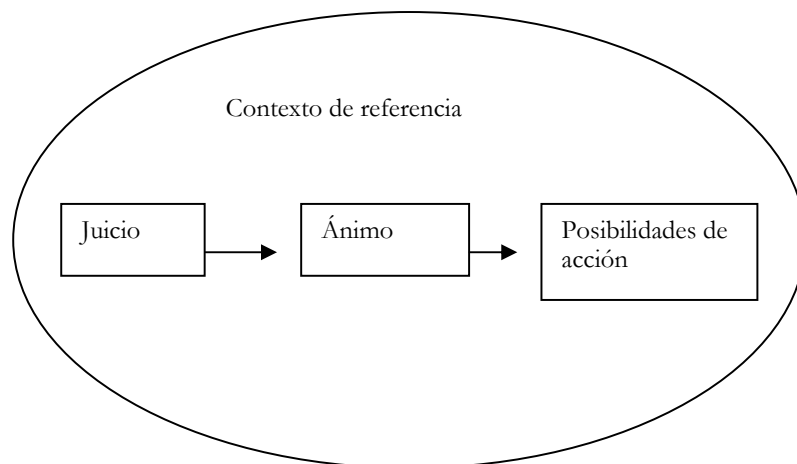 Contexto de referencia
Juicio
Ánimo
Posibilidades de
acción